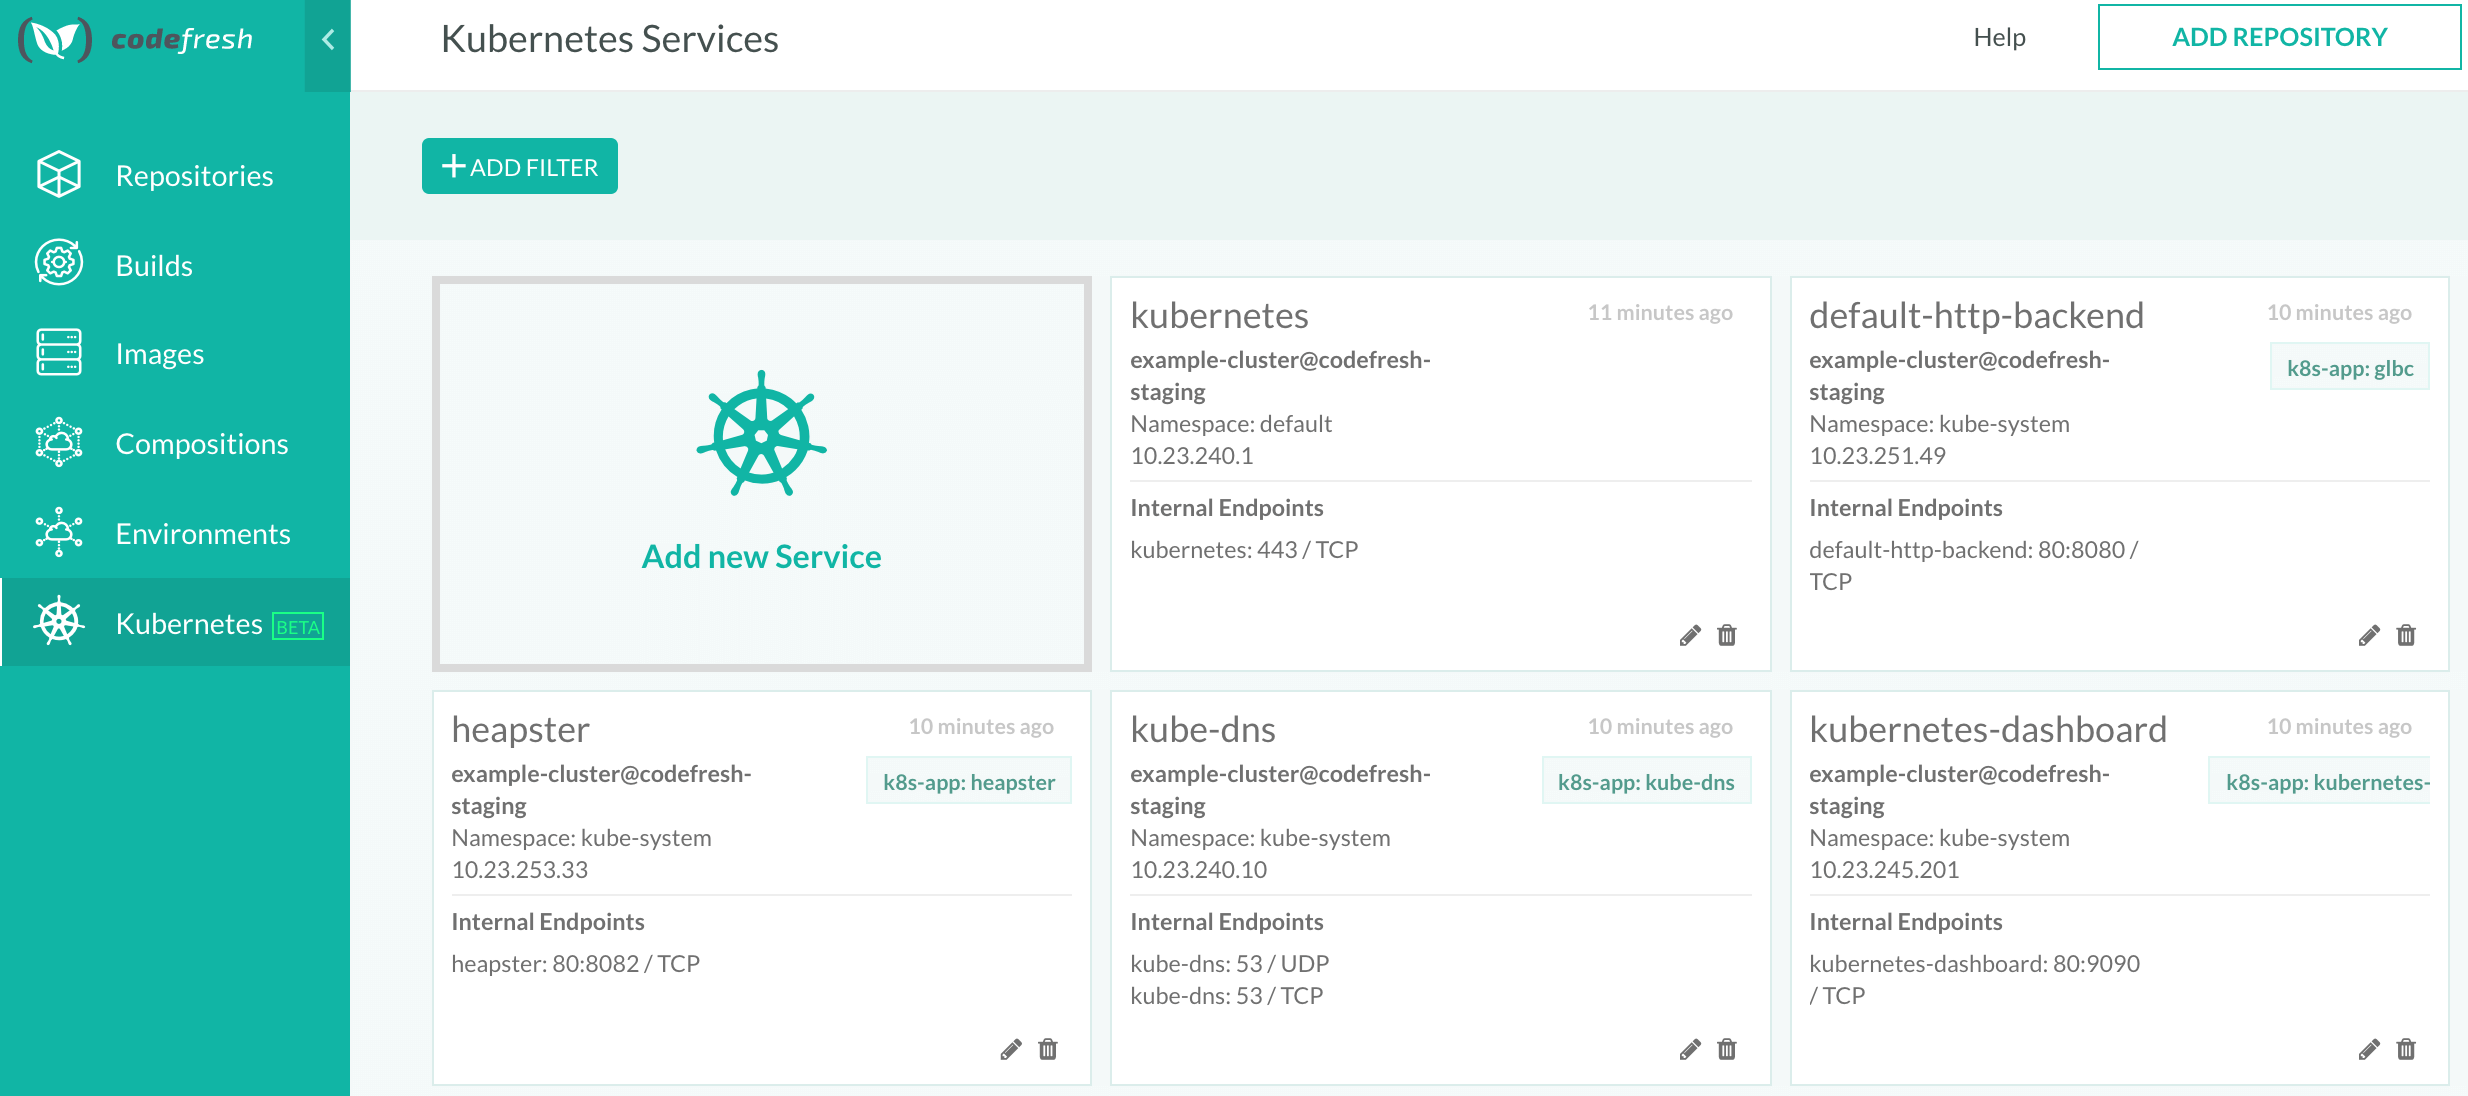 codefresh
Kubernetes Services
Help
ADD REPOSITORY
Repositories
Builds
Images
Compositions
Environments
Kubernetes BETA
+ ADD FILTER
Add new Service
kubernetes
11 minutes ago
example-cluster@codefresh-
staging
Namespace: default
10.23.240.1
Internal Endpoints
kubernetes: 443 / TCP
default-http-backend
10 minutes ago
example-cluster@codefresh-
staging
k8s-app: glbc
Namespace: kube-system
10.23.251.49
Internal Endpoints
default-http-backend: 80:8080 /
TCP
heapster
10 minutes ago
example-cluster@codefresh-
staging
k8s-app: heapster
Namespace: kube-system
10.23.253.33
Internal Endpoints
heapster: 80:8082 / TCP
kube-dns
10 minutes ago
example-cluster@codefresh-
staging
k8s-app: kube-dns
Namespace: kube-system
10.23.240.10
Internal Endpoints
kube-dns: 53 / UDP
kube-dns: 53 / TCP
kubernetes-dashboard
10 minutes ago
example-cluster@codefresh-
staging
k8s-app: kubernetes-
Namespace: kube-system
10.23.245.201
Internal Endpoints
kubernetes-dashboard: 80:9090
/ TCP